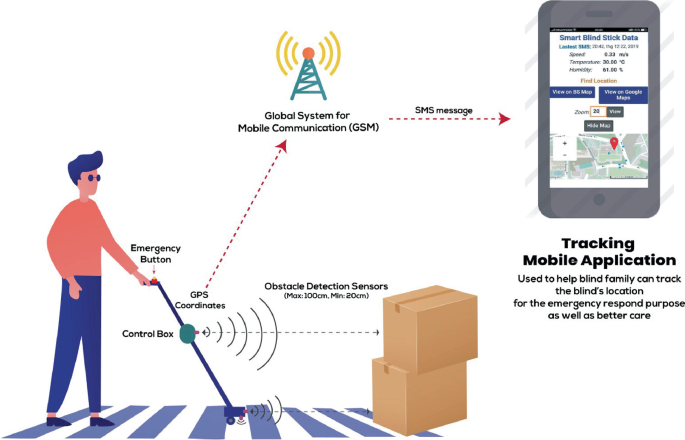 Global System for
Mobile Communication (GSM)
SMS message
Smart Blind Stick Data
Lastest SMS: 20:42, thg 12 22, 2019
Speed: 0.33 m/s
Temperature: 30.00 °C
Humidity: 61.00 %
Find Location
View on BS Map
View on Google
Maps
Zoom: 20 View
Hide Map
+
-
Tracking
Mobile Application
Used to help blind family can track
the blind's location
for the emergency respond purpose
as well as better care
Emergency
Button
GPS
Coordinates
Obstacle Detection Sensors
(Max:100cm, Min: 20cm)
Control Box